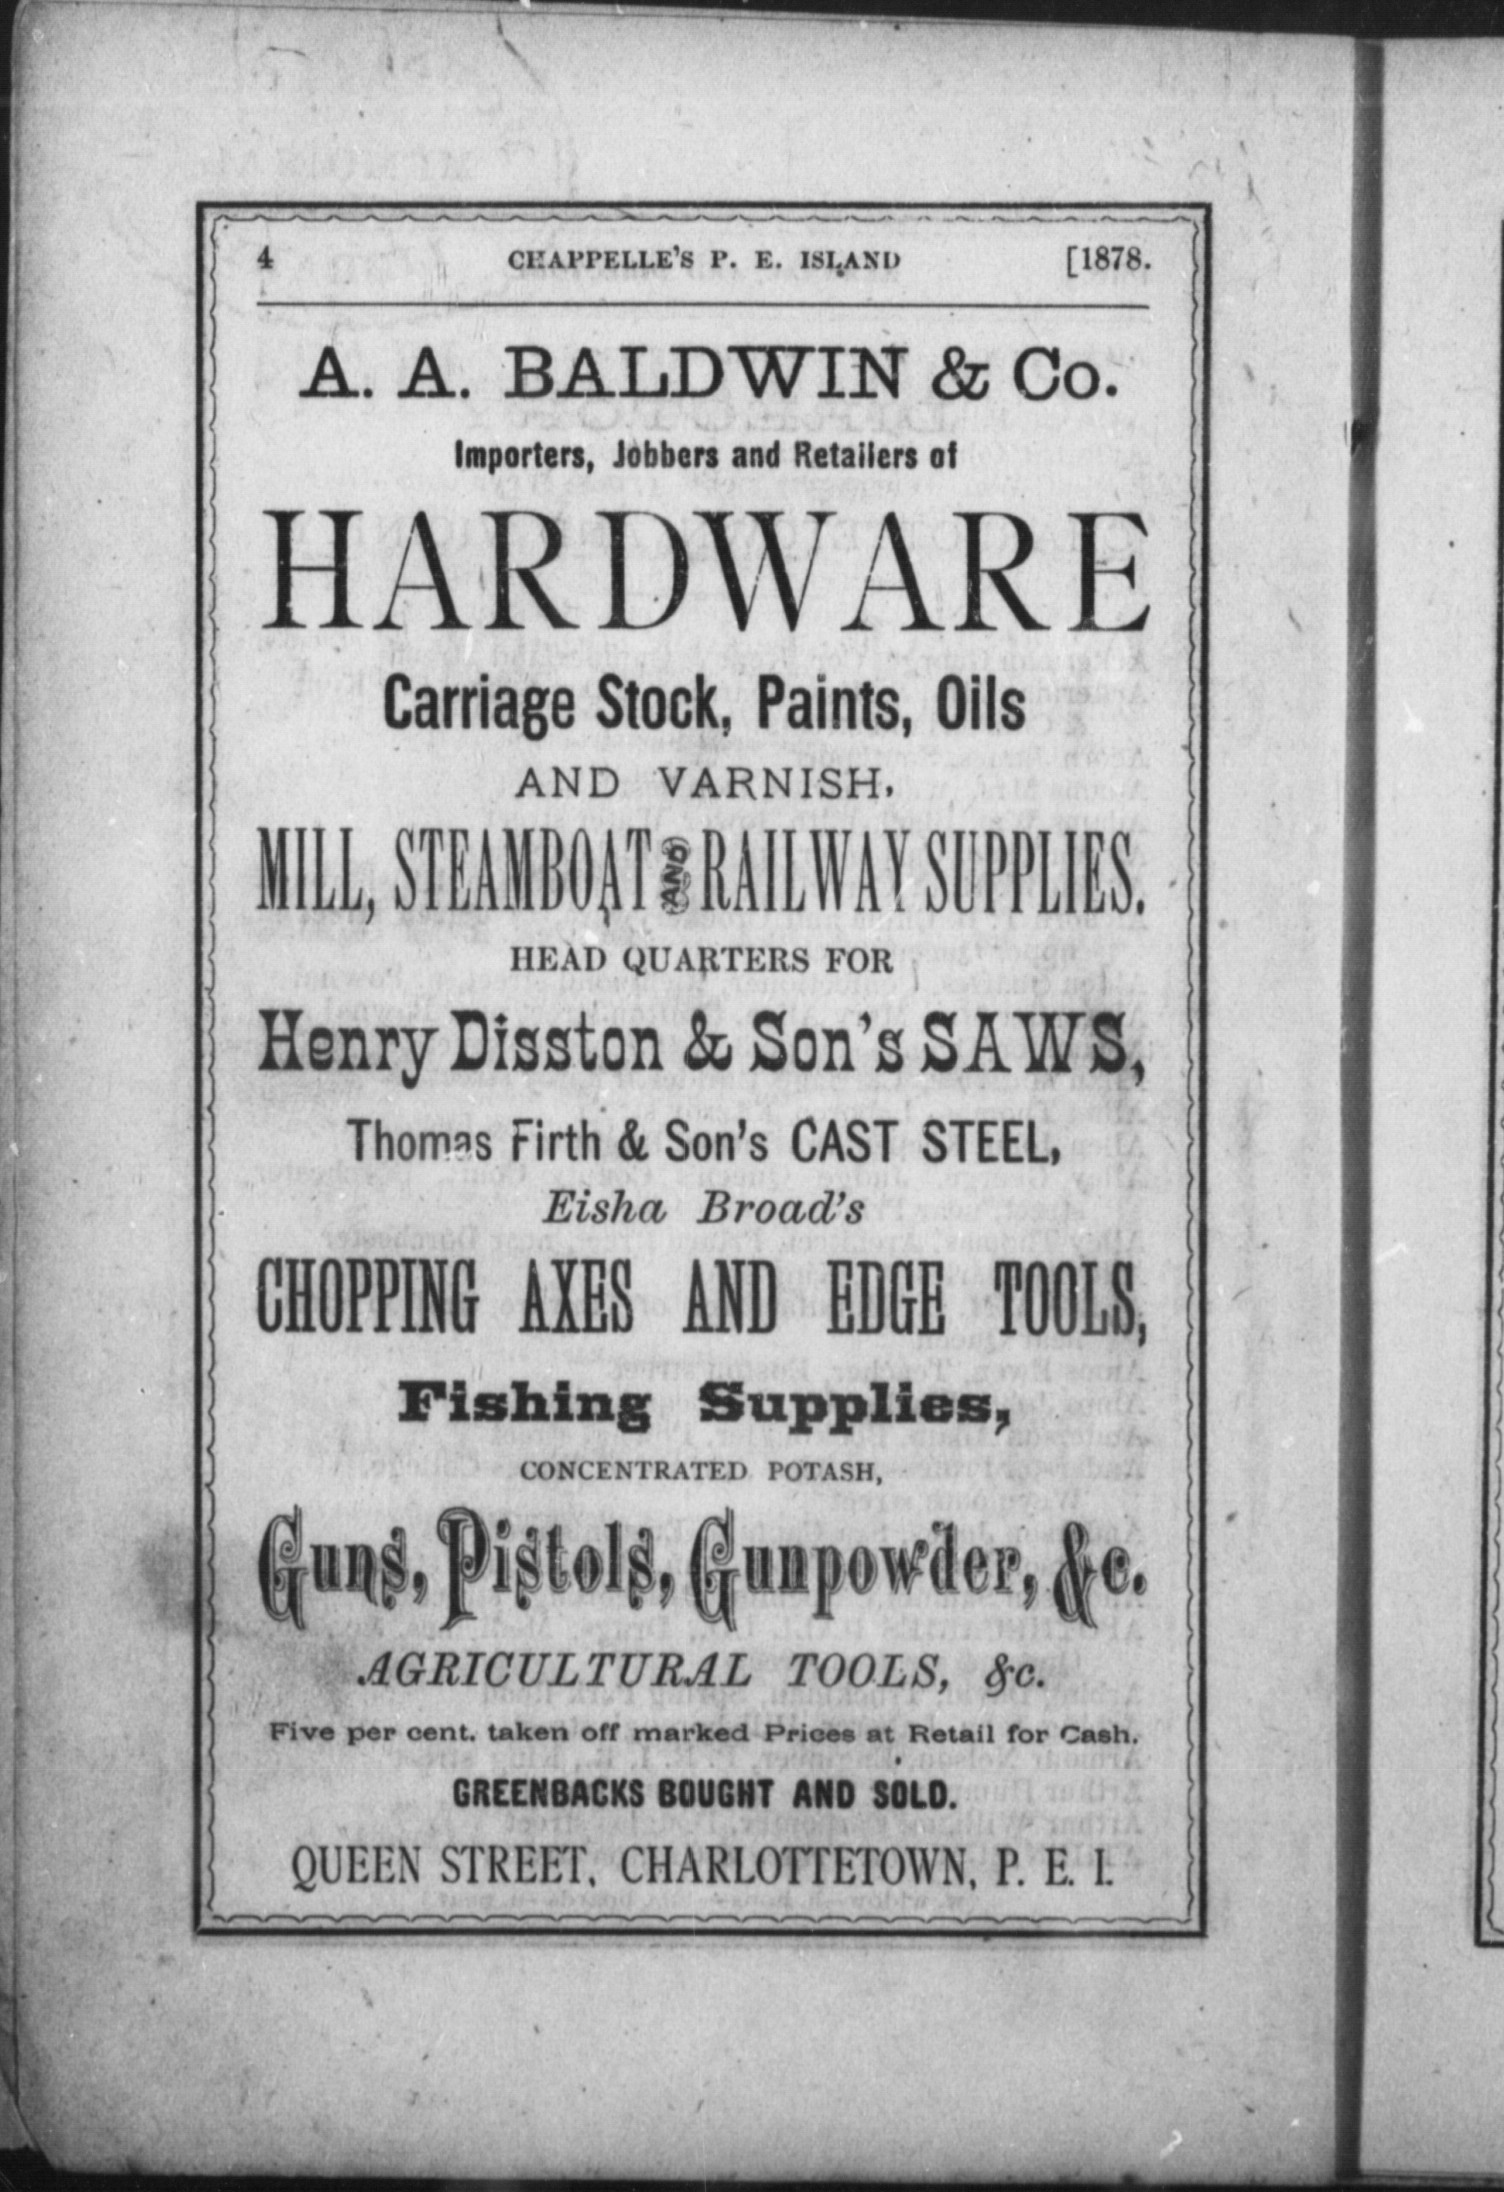 4 CHAPPELLE'S P. E. ISLAND [1878.
A. A. BALDWIN & Co.
Importers, Jobbers and Retailers of
HARDWARE
Carriage Stock, Paints, Oils
AND VARNISH,
MILL, STEAMBOAT AND RAILWAY SUPPLIES.
HEAD QUARTERS FOR
Henry Disston & Son's SAWS,
Thomas Firth & Son's CAST STEEL,
Eisha Broad's
CHOPPING AXES AND EDGE TOOLS,
Fishing Supplies,
CONCENTRATED POTASH,
Guns, Pistols, Gunpowder, &c.
AGRICULTURAL TOOLS, &c.
Five per cent. taken off marked Prices at Retail for Cash.
GREENBACKS BOUGHT AND SOLD.
QUEEN STREET, CHARLOTTETOWN, P. E. I.